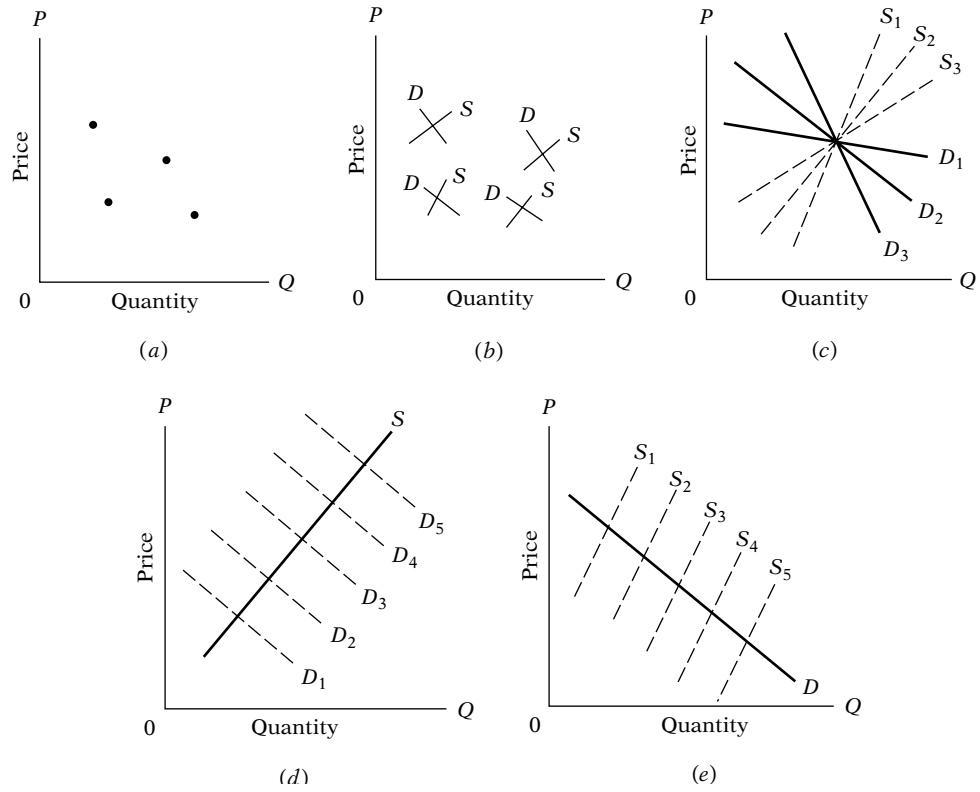 P
Price
0
Quantity
Q
(a)
P
Price
D
S
D
S
D
S
D
S
0
Quantity
Q
(b)
P
Price
S₁
S₂
S₃
D₁
D₂
D₃
0
Quantity
Q
(c)
P
Price
S
D₅
D₄
D₃
D₂
D₁
0
Quantity
Q
(d)
P
Price
S₁
S₂
S₃
S₄
S₅
D
0
Quantity
Q
(e)